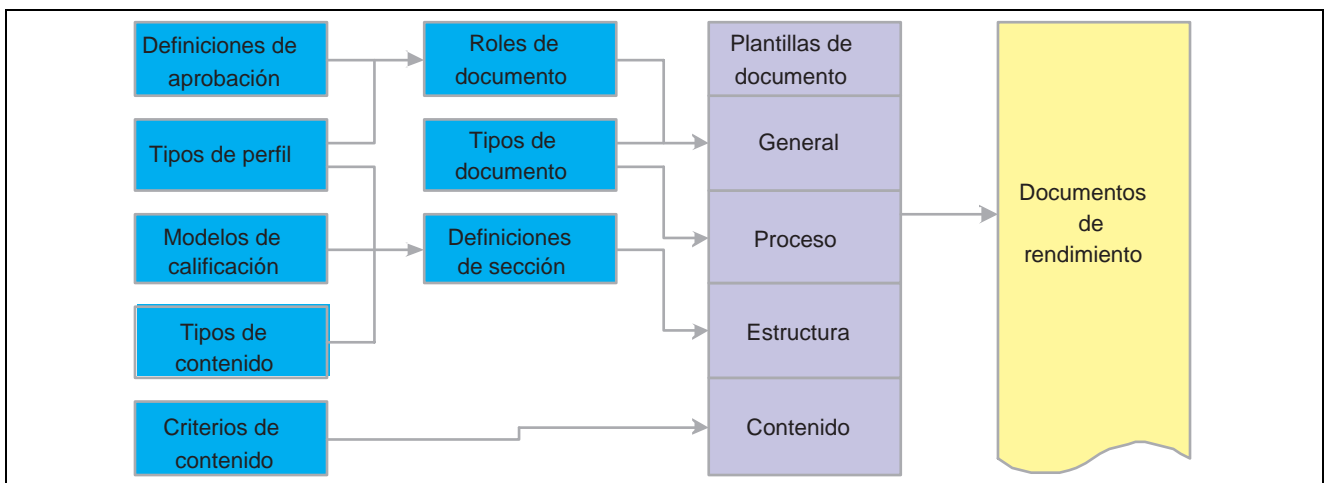 Definiciones de
aprobación
Roles de
documento
Plantillas de
documento
Tipos de perfil
Tipos de
documento
General
Modelos de
calificación
Definiciones
de sección
Proceso
Tipos de
contenido
Estructura
Criterios de
contenido
Contenido
Documentos
de
rendimiento